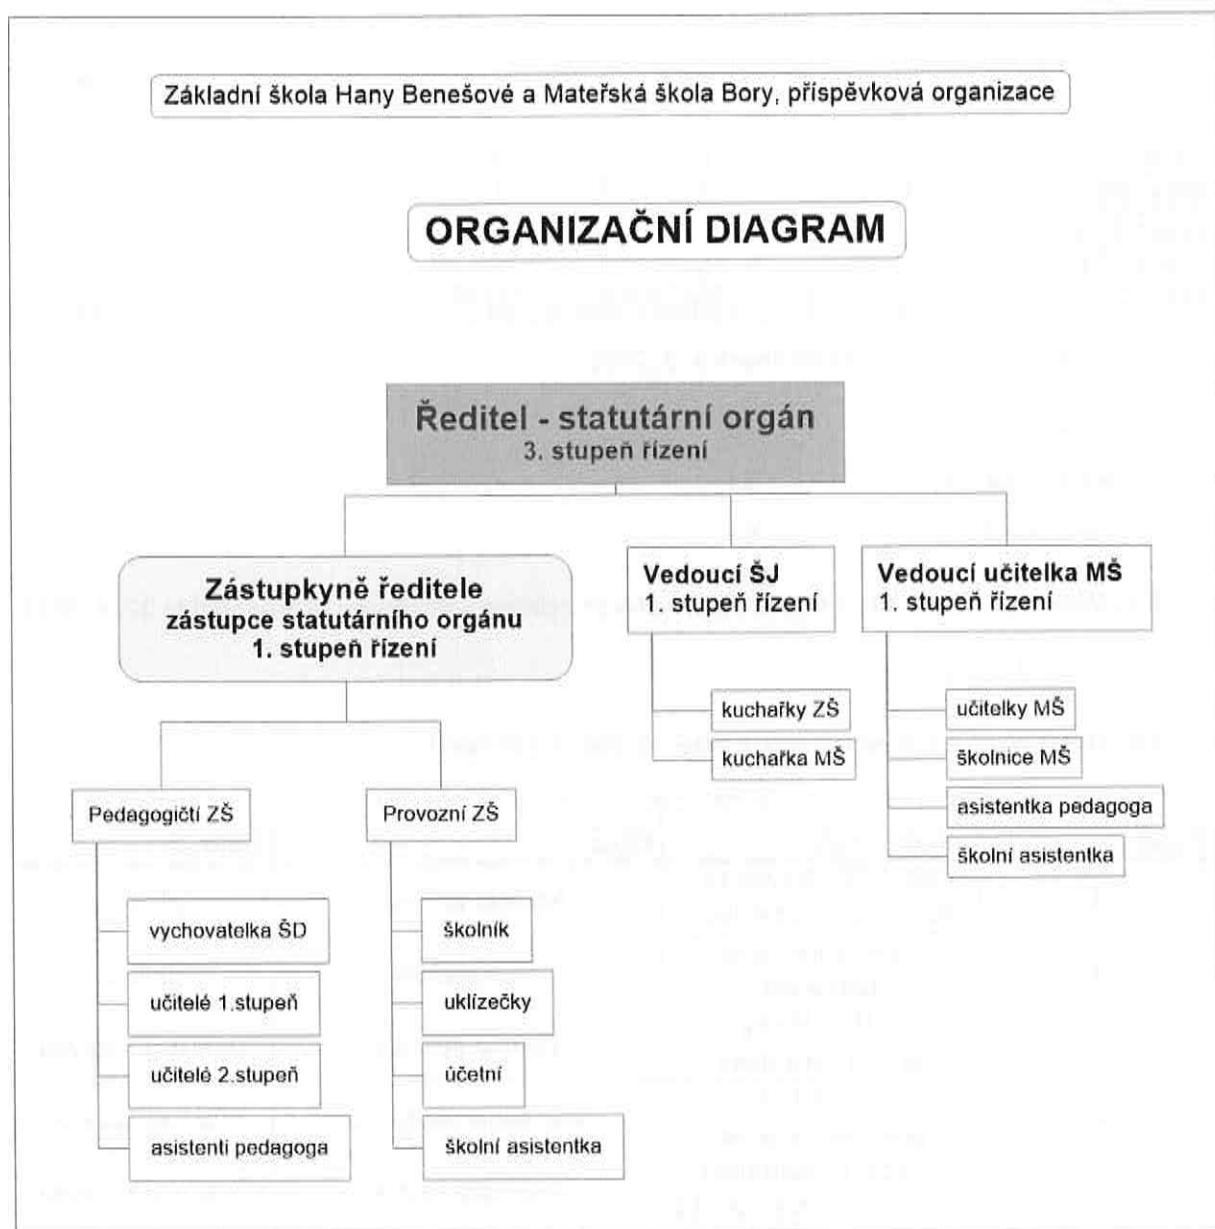 Základní škola Hany Benešové a Mateřská škola Bory, příspěvková organizace
ORGANIZAČNÍ DIAGRAM
Ředitel - statutární orgán
3. stupeň řízení
Zástupkyně ředitele
zástupce statutárního orgánu
1. stupeň řízení
Vedoucí ŠJ
1. stupeň řízení
Vedoucí učitelka MŠ
1. stupeň řízení
kuchařky ZŠ
kuchařka MŠ
učitelky MŠ
školnice MŠ
asistentka pedagoga
školní asistentka
Pedagogičtí ZŠ
Provozní ZŠ
vychovatelka ŠD
učitelé 1.stupeň
učitelé 2.stupeň
asistenti pedagoga
školník
uklízečky
účetní
školní asistentka